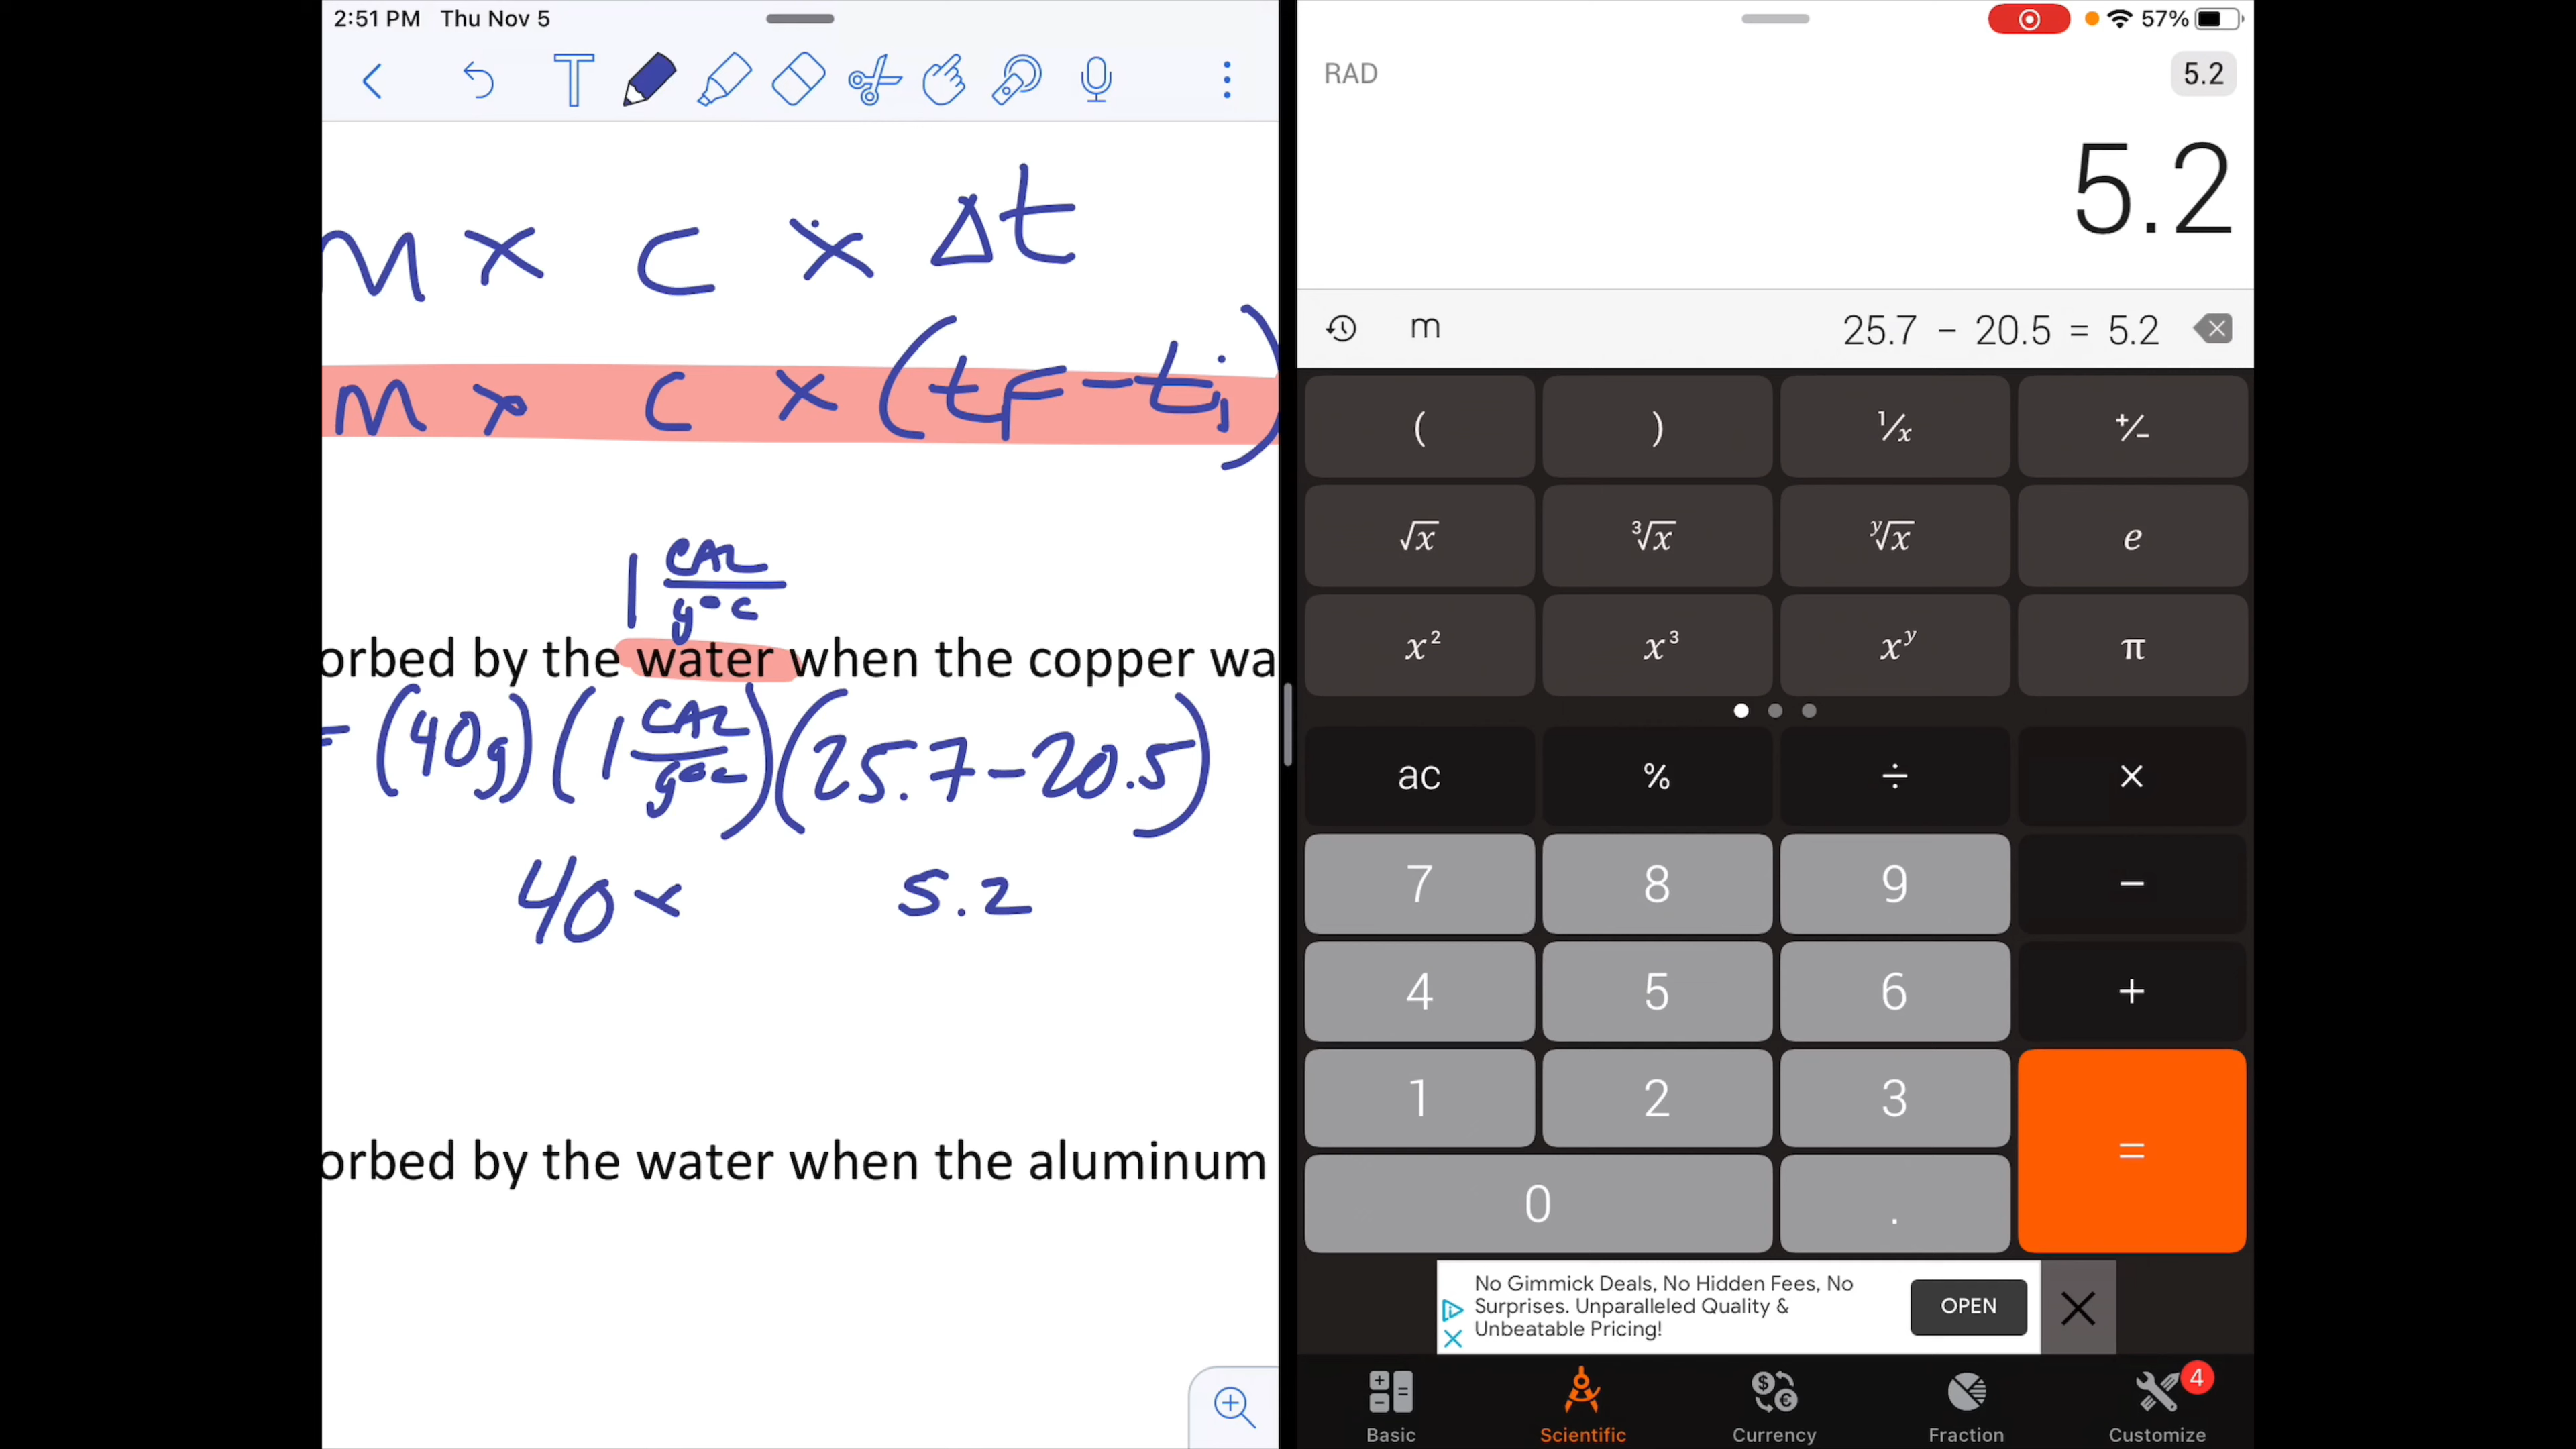 2:51 PM Thu Nov 5
T
m × c × Δt
m × c × (tF - ti)
1 CAL
g°C
orbed by the water when the copper wa
= (40g) (1 CAL/g°C) (25.7-20.5)
40 × 5.2
orbed by the water when the aluminum
57%
RAD 5.2
5.2
m 25.7 − 20.5 = 5.2
( ) 1/x +/−
√x ³√x ʸ√x e
x² x³ xʸ π
ac % ÷ ×
7 8 9 −
4 5 6 +
1 2 3 =
0 .
No Gimmick Deals, No Hidden Fees, No
Surprises. Unparalleled Quality &
Unbeatable Pricing!
OPEN
4
Basic Scientific Currency Fraction Customize